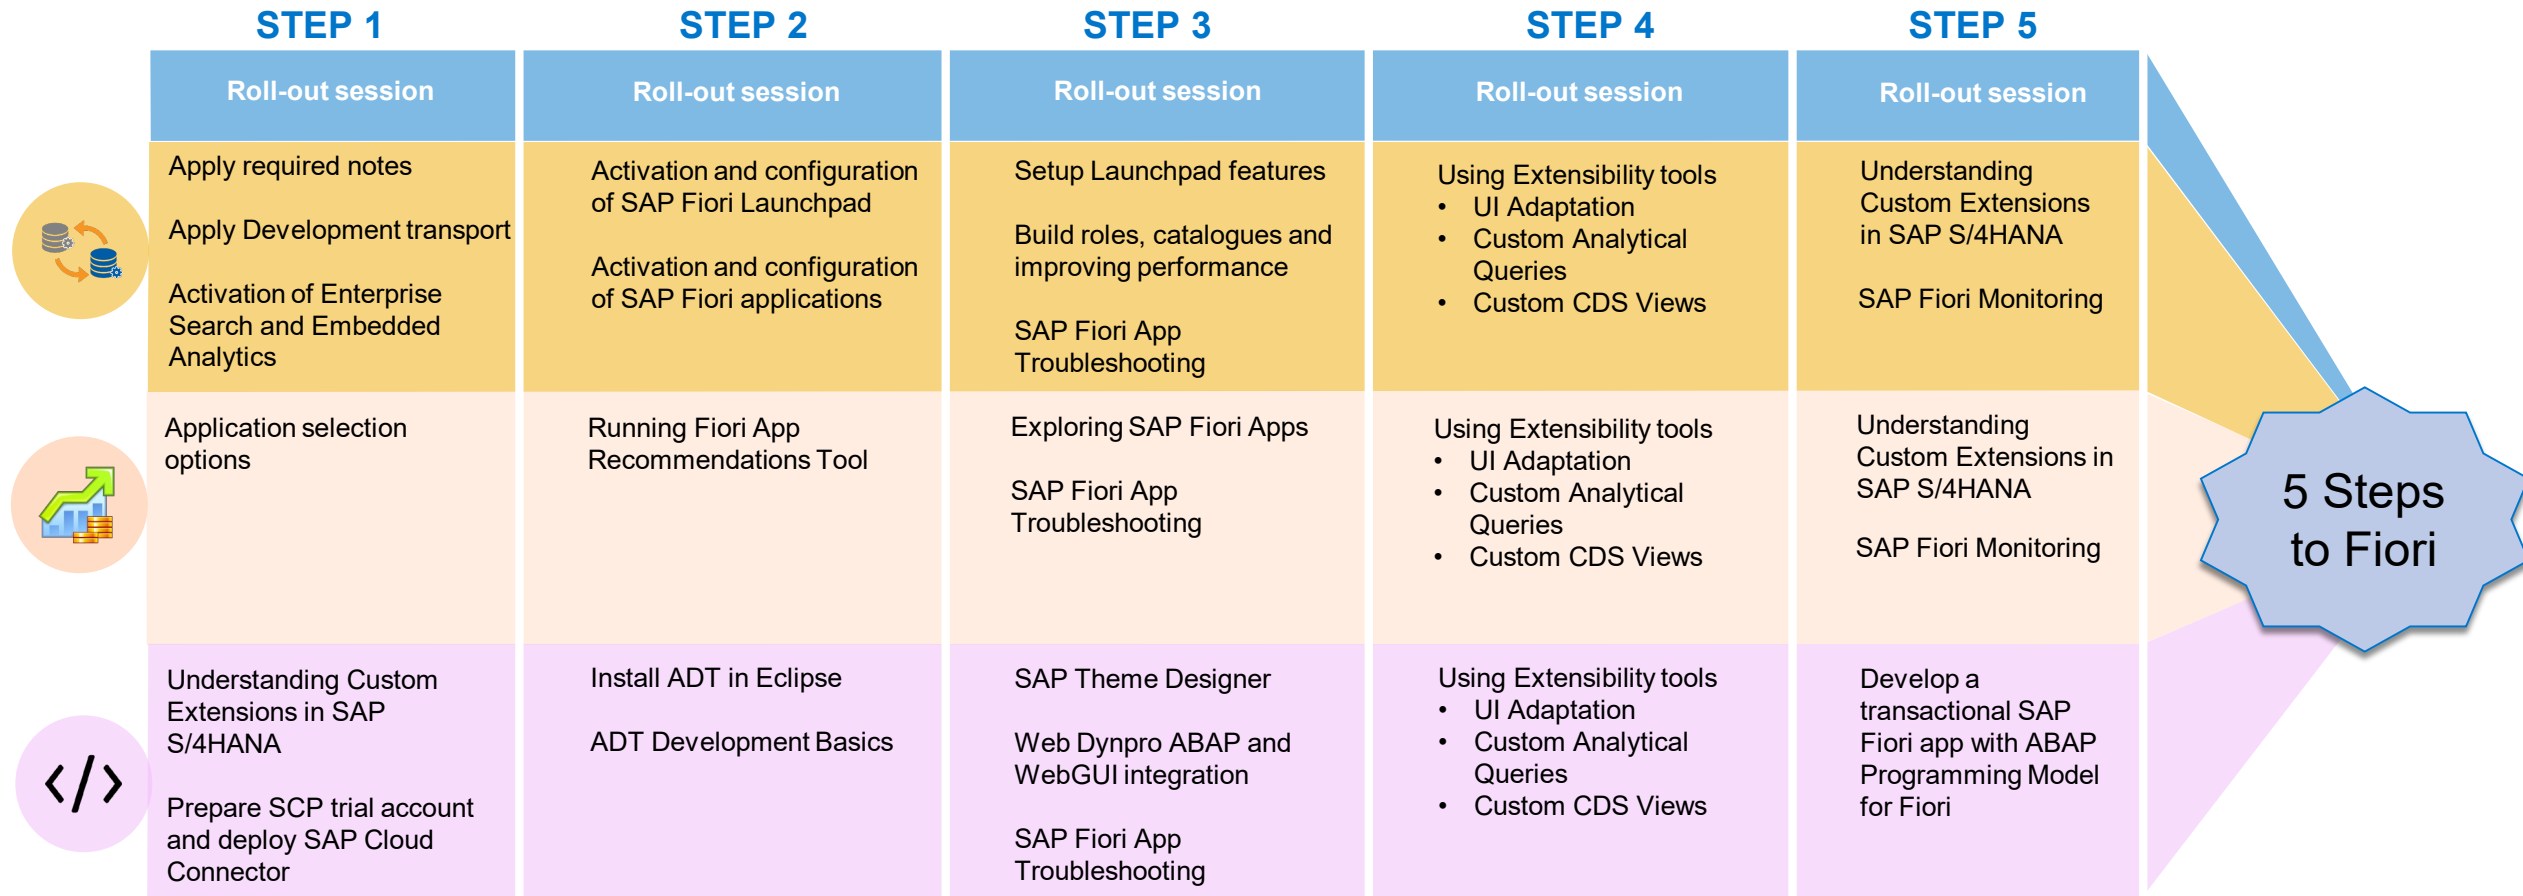 STEP 1
STEP 2
STEP 3
STEP 4
STEP 5
Roll-out session
Roll-out session
Roll-out session
Roll-out session
Roll-out session
Apply required notes
Apply Development transport
Activation of Enterprise
Search and Embedded
Analytics
Activation and configuration
of SAP Fiori Launchpad
Activation and configuration
of SAP Fiori applications
Setup Launchpad features
Build roles, catalogues and
improving performance
SAP Fiori App
Troubleshooting
Using Extensibility tools
• UI Adaptation
• Custom Analytical
Queries
• Custom CDS Views
Understanding
Custom Extensions
in SAP S/4HANA
SAP Fiori Monitoring
Application selection
options
Running Fiori App
Recommendations Tool
Exploring SAP Fiori Apps
SAP Fiori App
Troubleshooting
Using Extensibility tools
• UI Adaptation
• Custom Analytical
Queries
• Custom CDS Views
Understanding
Custom Extensions in
SAP S/4HANA
SAP Fiori Monitoring
</>
Understanding Custom
Extensions in SAP
S/4HANA
Prepare SCP trial account
and deploy SAP Cloud
Connector
Install ADT in Eclipse
ADT Development Basics
SAP Theme Designer
Web Dynpro ABAP and
WebGUI integration
SAP Fiori App
Troubleshooting
Using Extensibility tools
• UI Adaptation
• Custom Analytical
Queries
• Custom CDS Views
Develop a
transactional SAP
Fiori app with ABAP
Programming Model
for Fiori
5 Steps
to Fiori